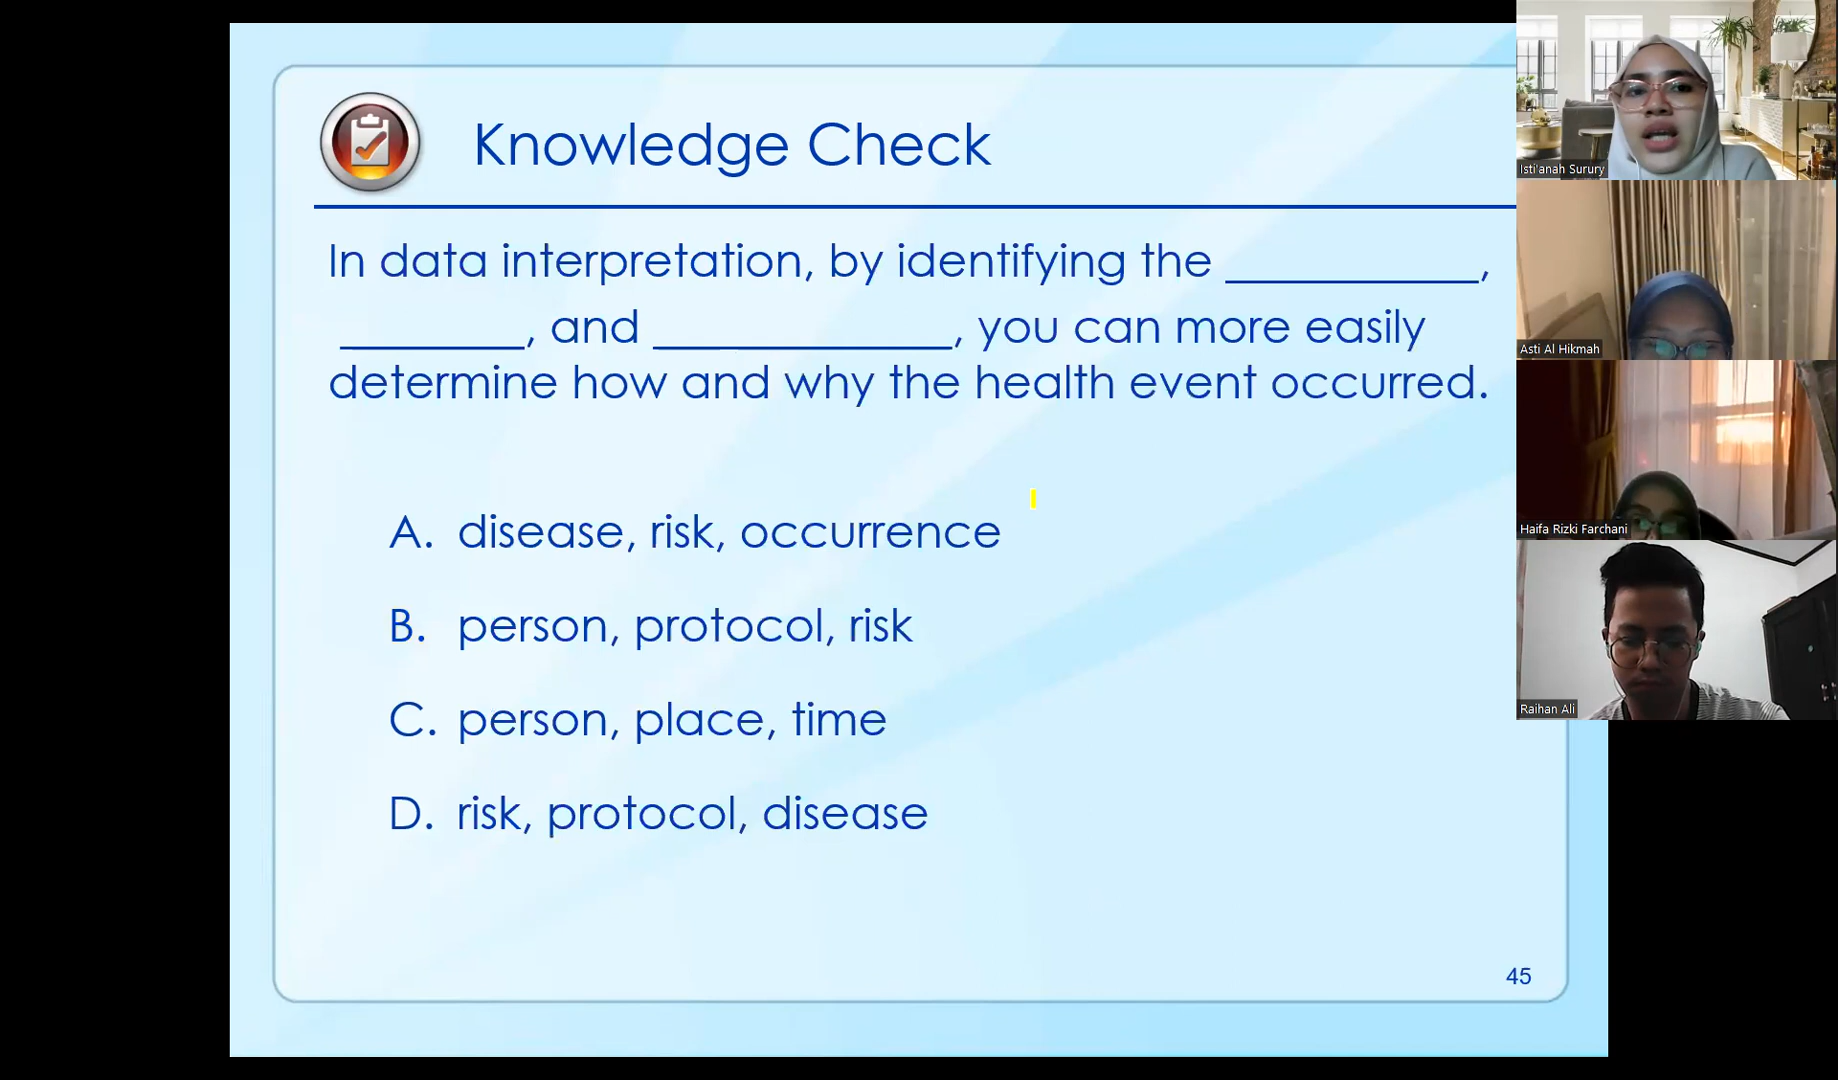 Knowledge Check
In data interpretation, by identifying the ___________,
________, and _____________, you can more easily
determine how and why the health event occurred.
A. disease, risk, occurrence
B. person, protocol, risk
C. person, place, time
D. risk, protocol, disease
45
Isti'anah Surury
Asti Al Hikmah
Haifa Rizki Farchani
Raihan Ali